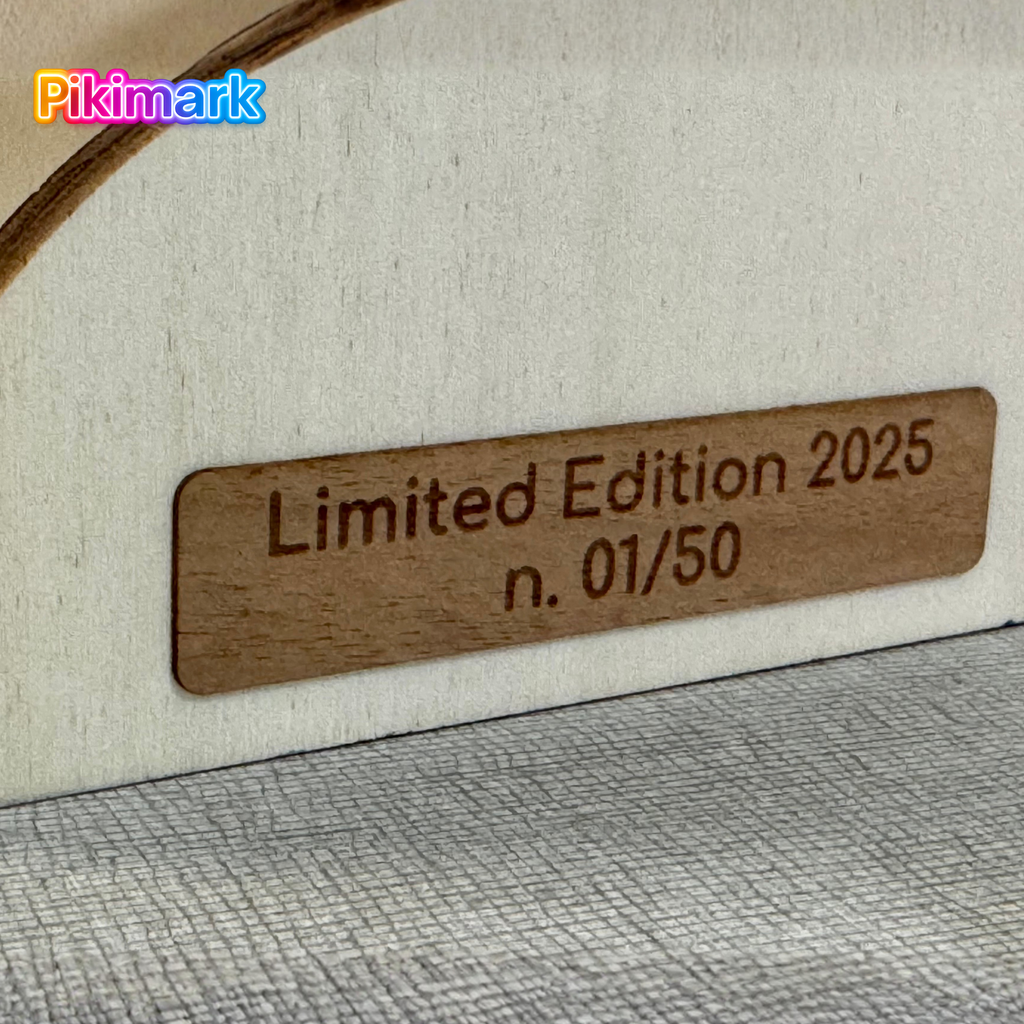 Pikimark
Limited Edition 2025
n. 01/50